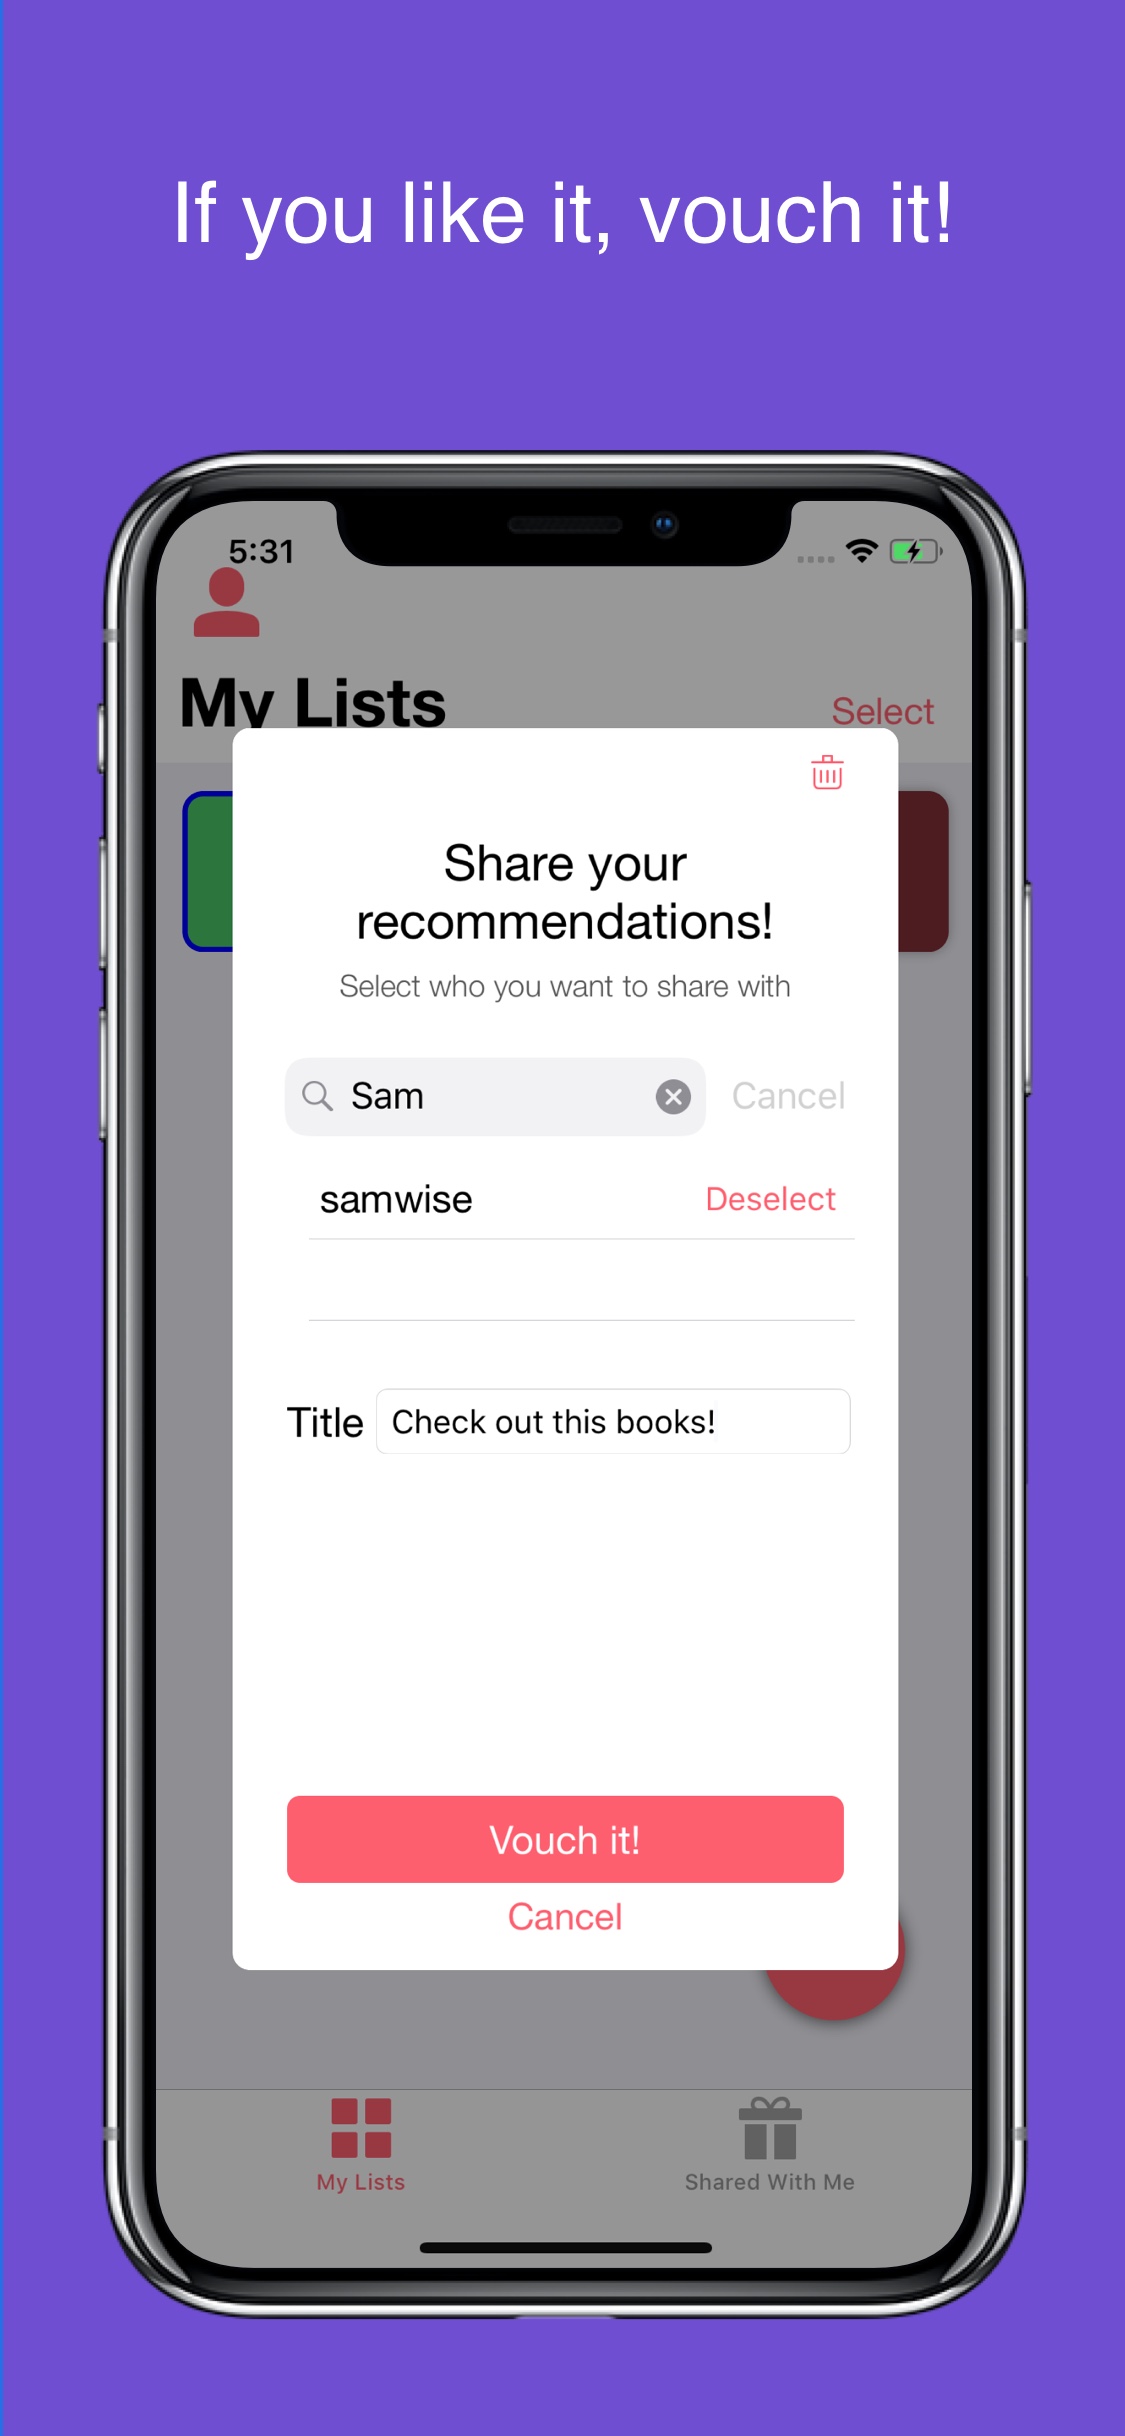 If you like it, vouch it!
5:31
My Lists
Select
Share your
recommendations!
Select who you want to share with
Sam
Cancel
samwise
Deselect
Title
Check out this books!
Vouch it!
Cancel
My Lists
Shared With Me